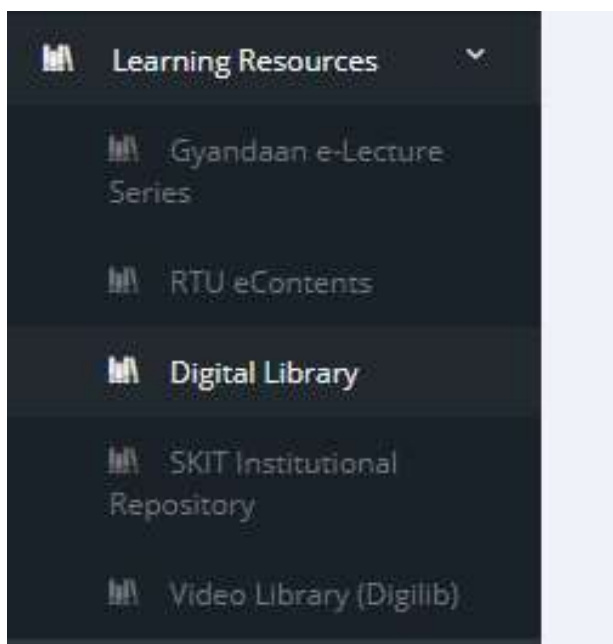 Learning Resources
Gyandaan e-Lecture
Series
RTU eContents
Digital Library
SKIT Institutional
Repository
Video Library (Digilib)